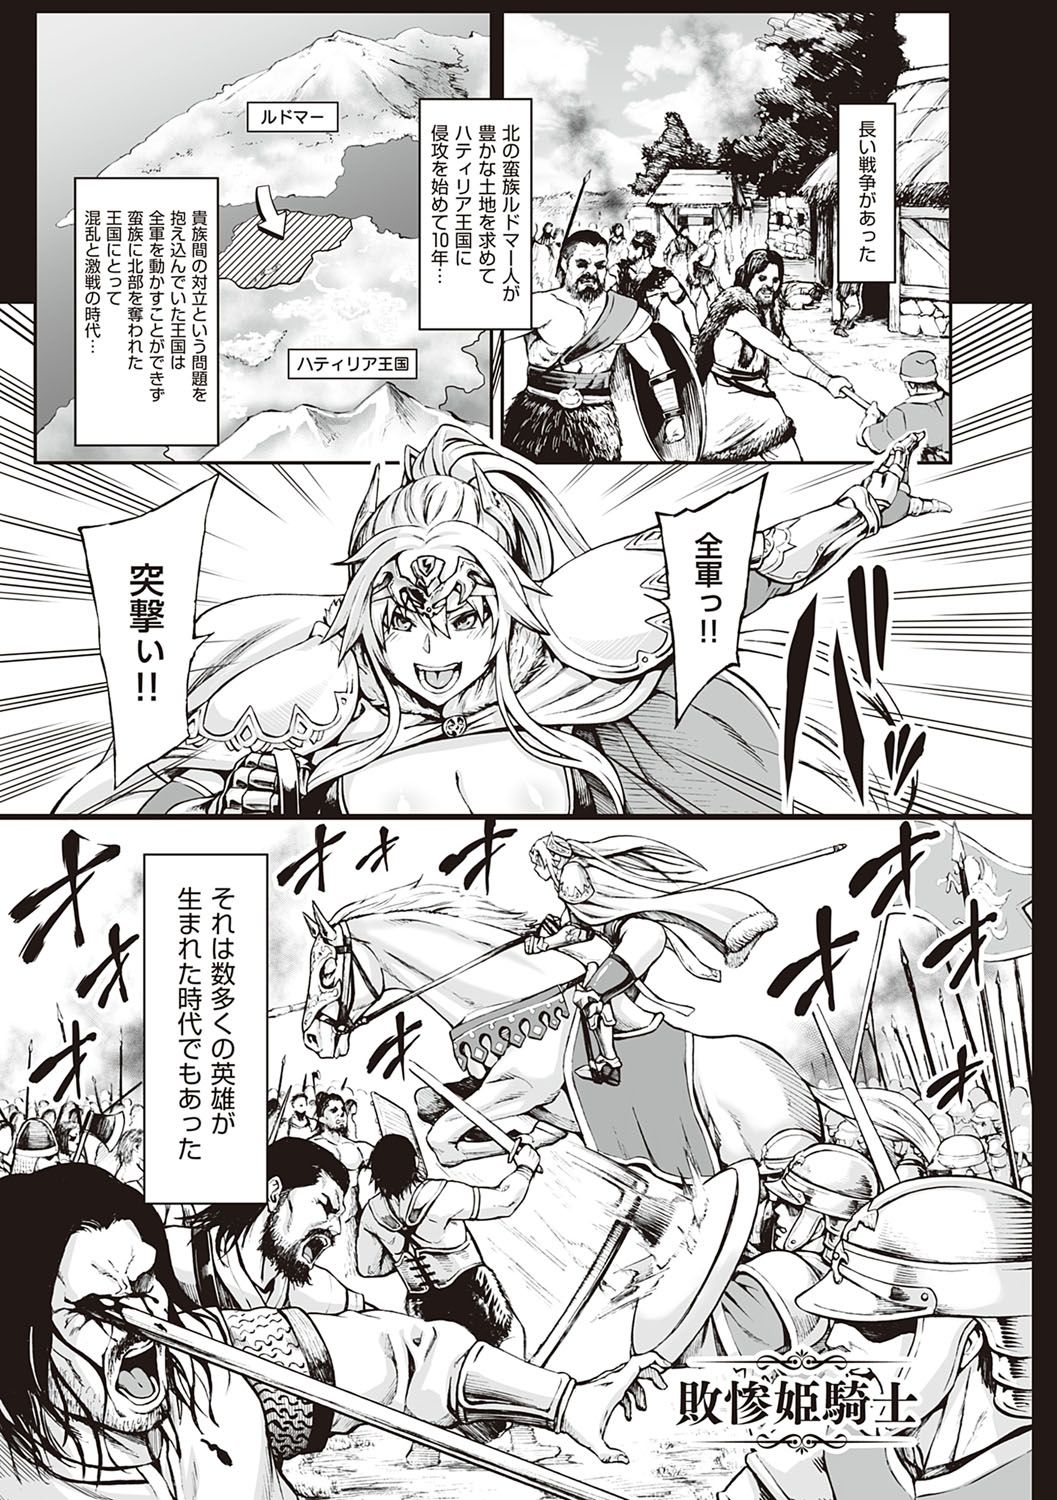 長い戦争があった
北の蛮族ルドマー人が
豊かな土地を求めて
ハティリア王国に
侵攻を始めて10年…
ルドマー
ハティリア王国
貴族間の対立という問題を
抱え込んでいた王国は
全軍を動かすことができず
蛮族に北部を奪われた
王国にとって
混乱と激戦の時代…
全軍っ!!
バッ
突撃い!!
オオオオオオオオ
それは数多くの英雄が
生まれた時代でもあった
敗惨姫騎士